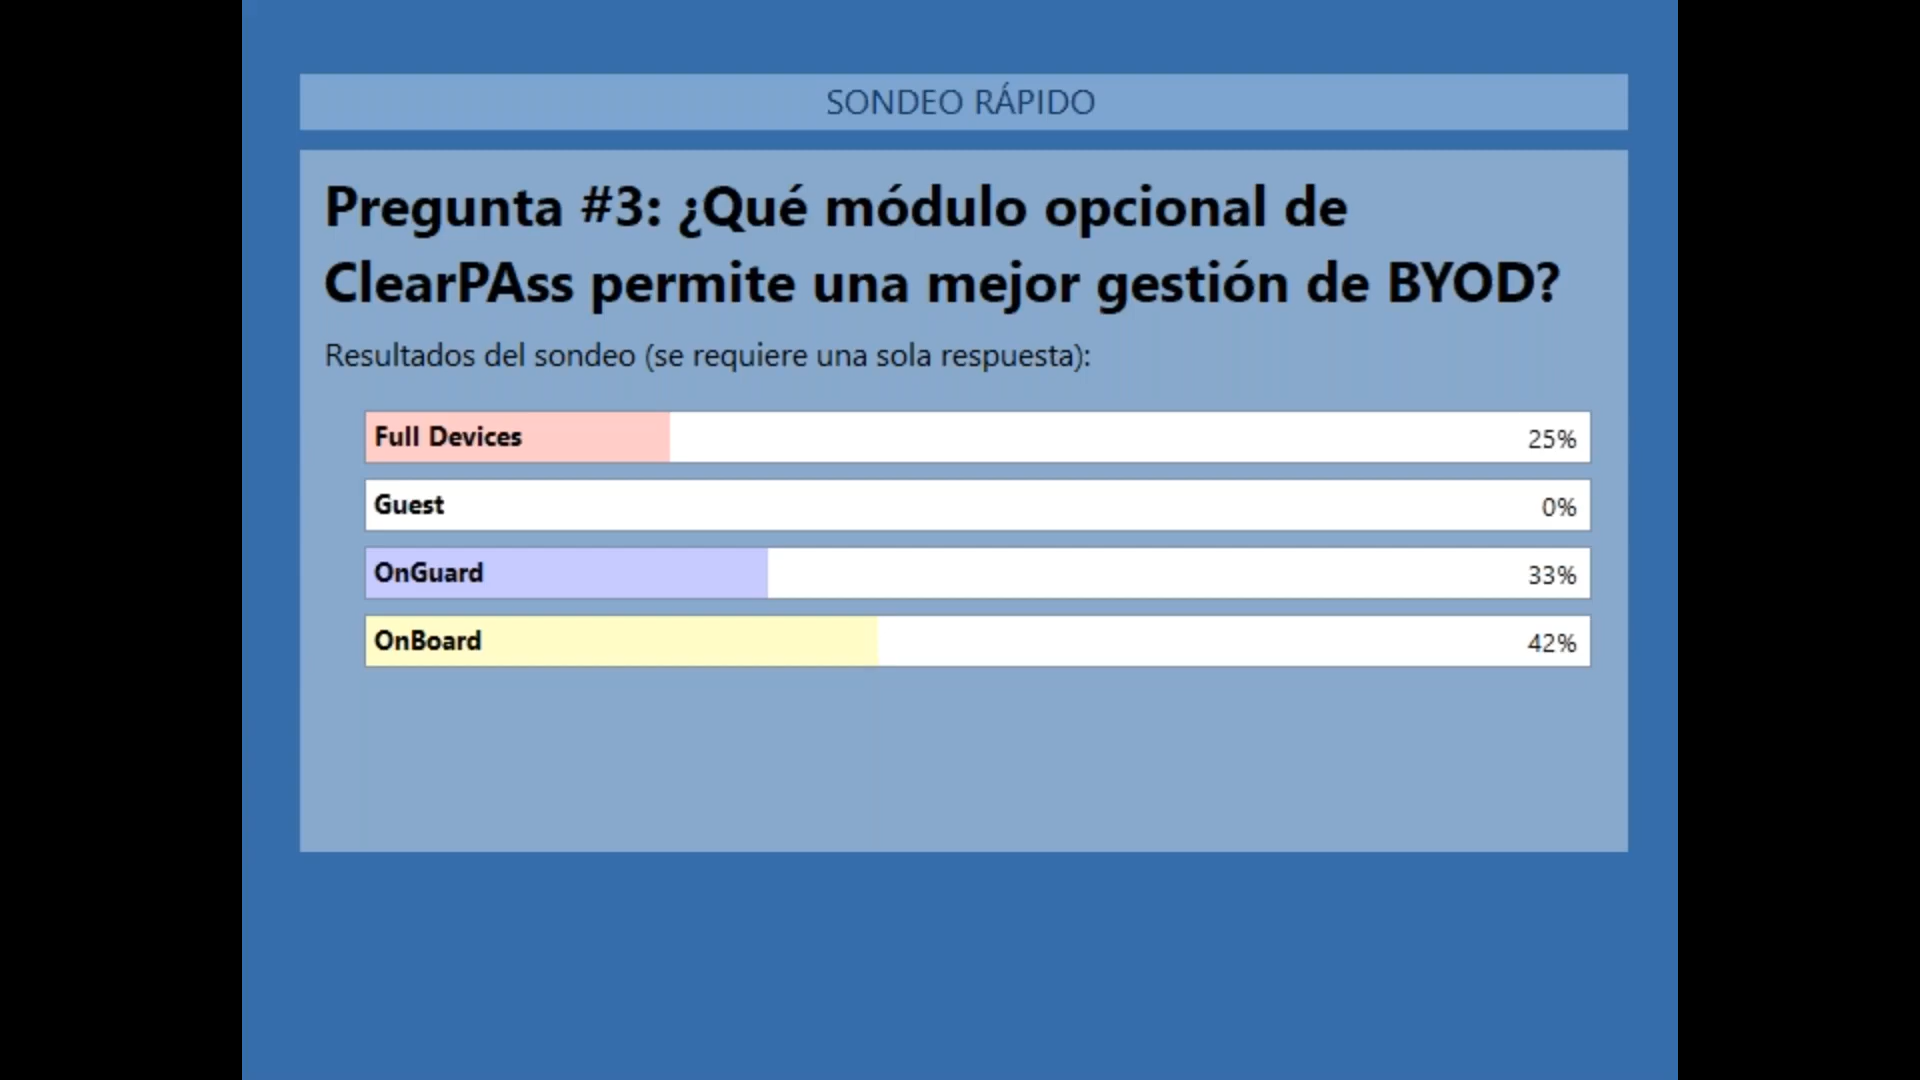 SONDEO RÁPIDO
Pregunta #3: ¿Qué módulo opcional de
ClearPAss permite una mejor gestión de BYOD?
Resultados del sondeo (se requiere una sola respuesta):
Full Devices 25%
Guest 0%
OnGuard 33%
OnBoard 42%